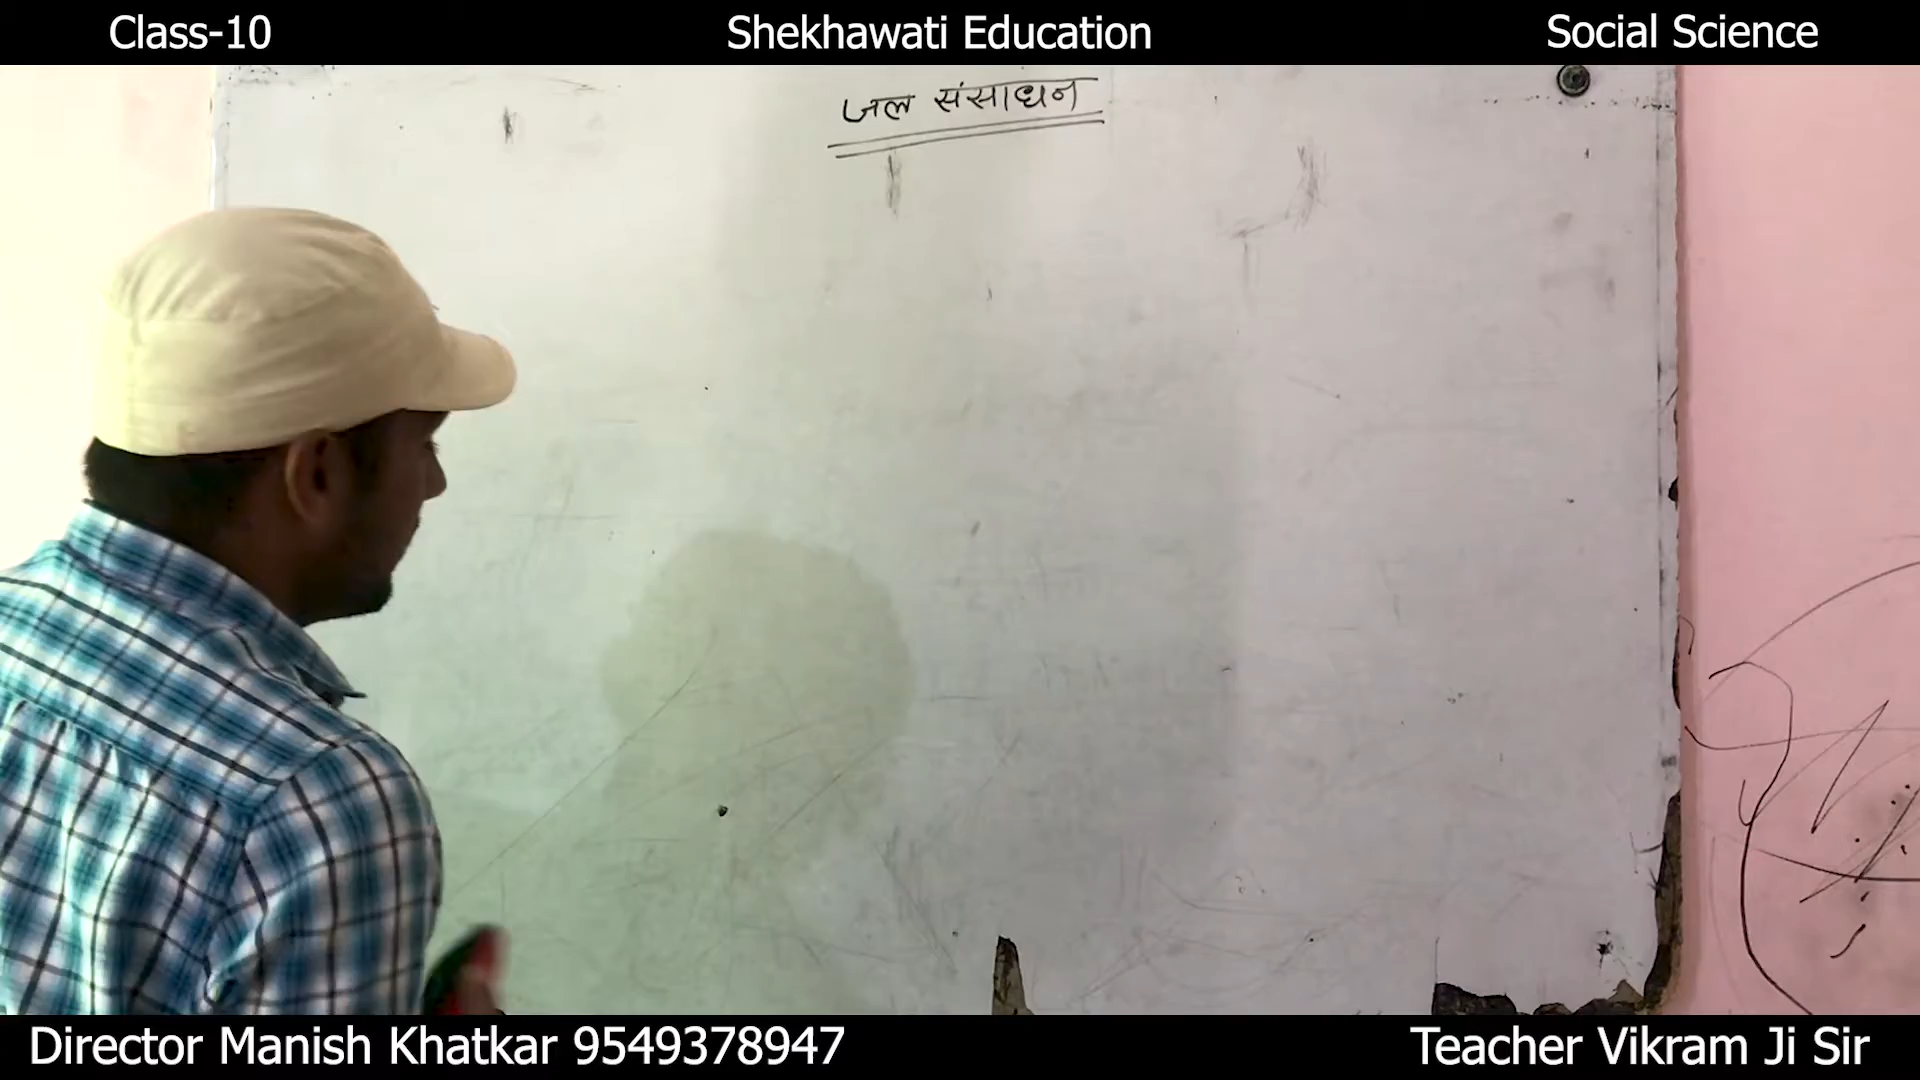 Class-10 Shekhawati Education Social Science
जल संसाधन
Director Manish Khatkar 9549378947 Teacher Vikram Ji Sir